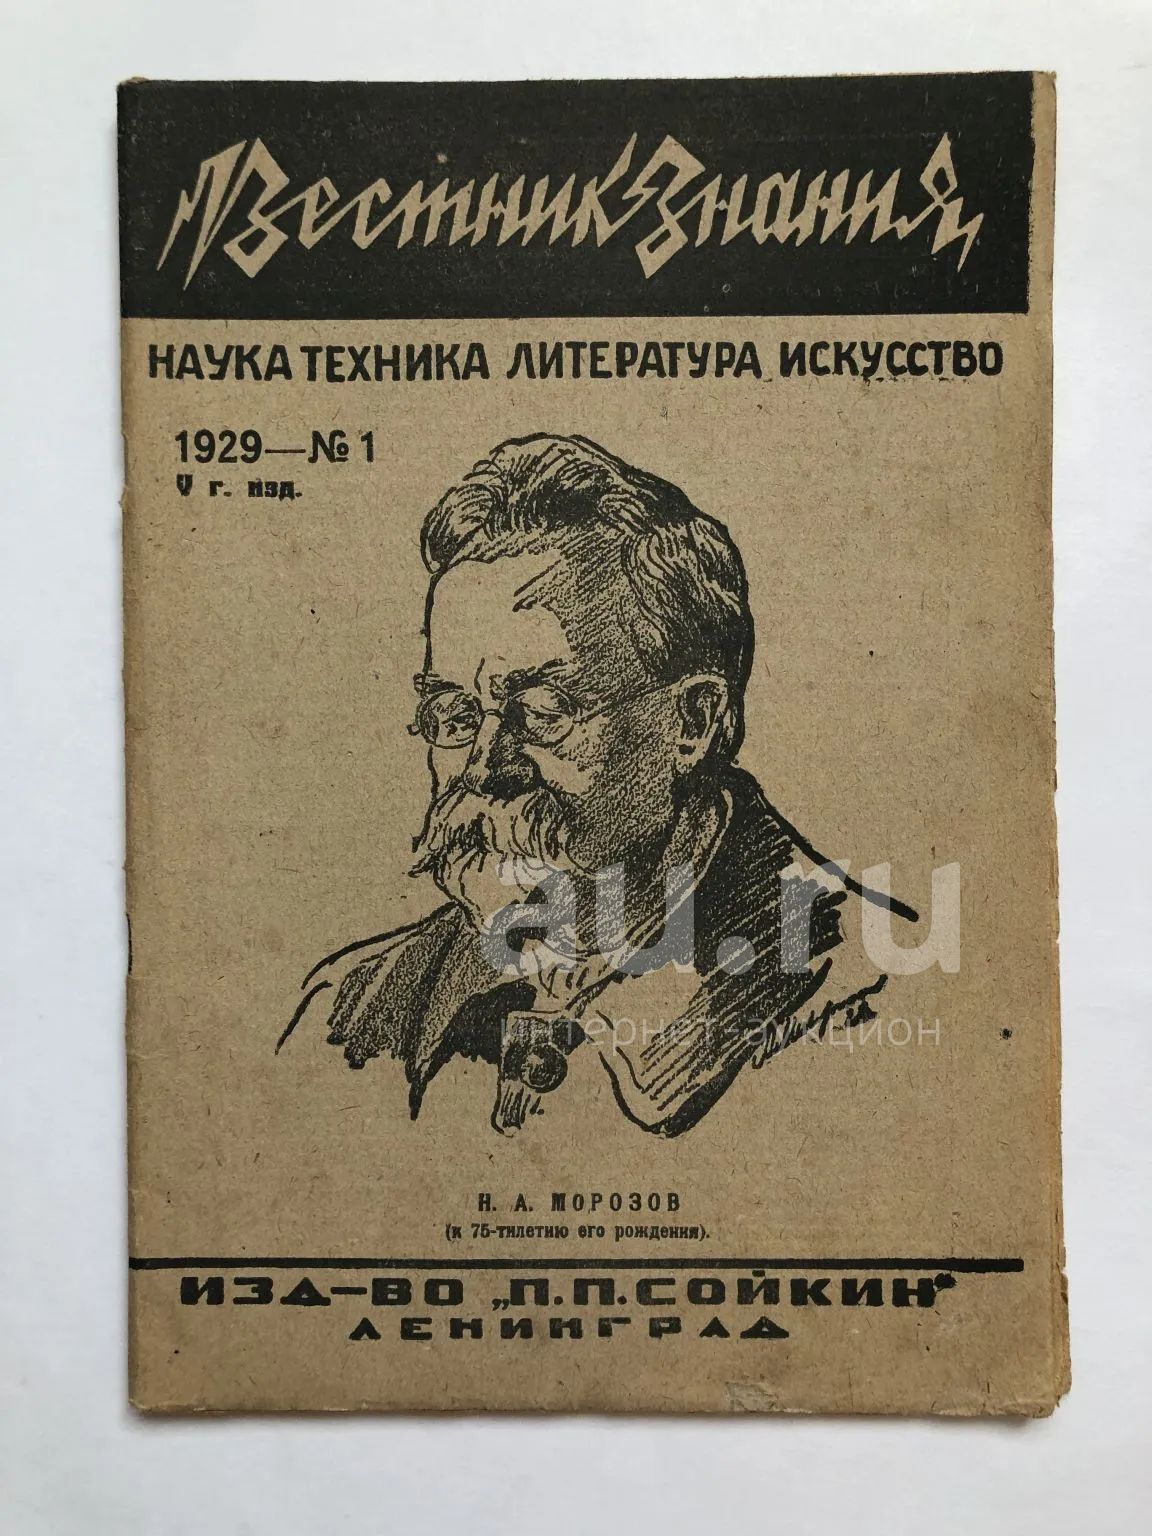 Вестник Знания
НАУКА ТЕХНИКА ЛИТЕРАТУРА ИСКУССТВО
1929—№ 1
V г. изд.
au.ru
интернет-аукцион
Н. А. МОРОЗОВ
(к 75-тилетию его рождения).
ИЗД-ВО „П.П.СОЙКИН"
ЛЕНИНГРАД